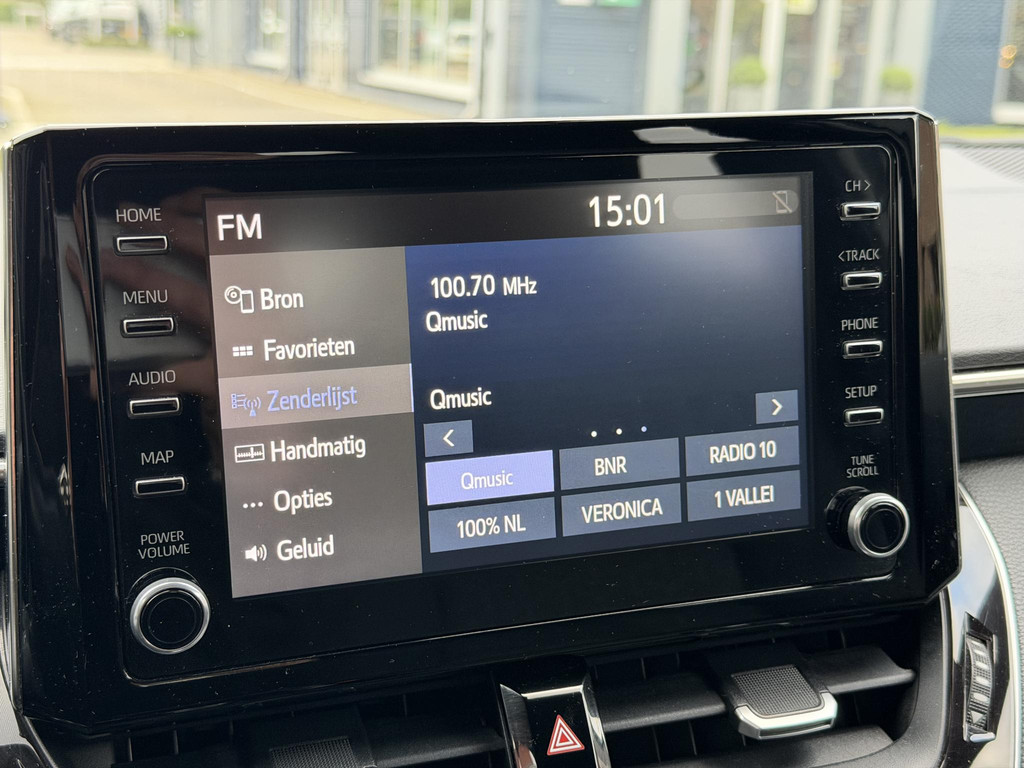 HOME
MENU
AUDIO
MAP
POWER
VOLUME
FM
15:01
Bron
Favorieten
Zenderlijst
Handmatig
Opties
Geluid
100.70 MHz
Qmusic
Qmusic
<
>
Qmusic
BNR
RADIO 10
100% NL
VERONICA
1 VALLEI
CH >
< TRACK
PHONE
SETUP
TUNE
SCROLL